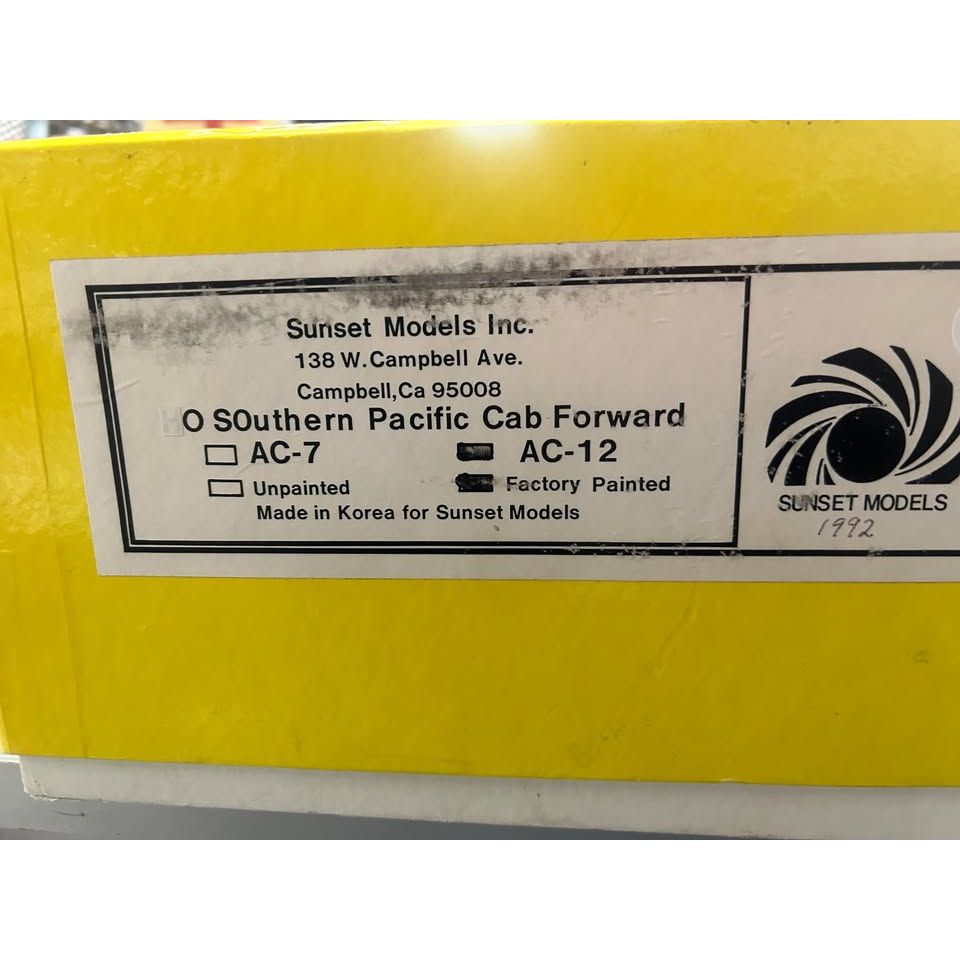 Sunset Models Inc.
138 W.Campbell Ave.
Campbell,Ca 95008
HO SOuthern Pacific Cab Forward
AC-7 AC-12
Unpainted Factory Painted
Made in Korea for Sunset Models
SUNSET MODELS
1992